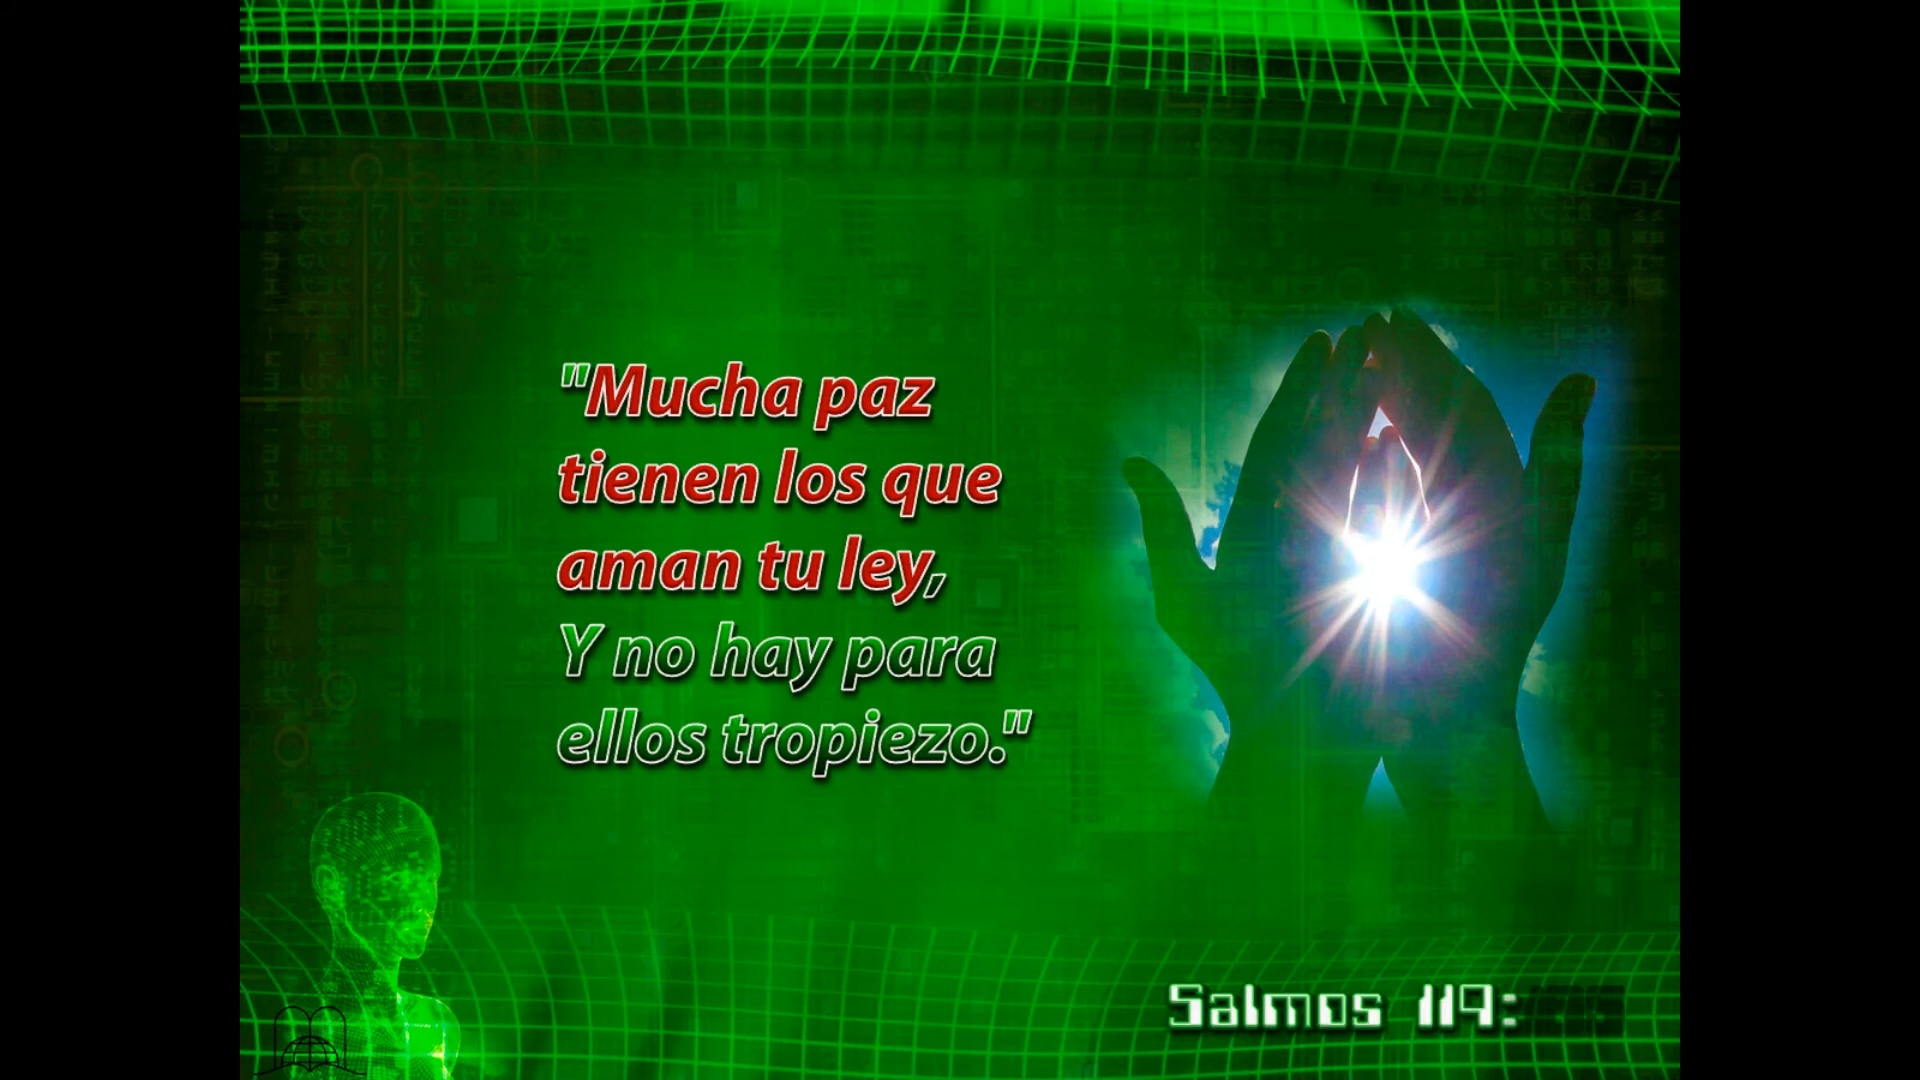 "Mucha paz
tienen los que
aman tu ley,
Y no hay para
ellos tropiezo."
Salmos 119: